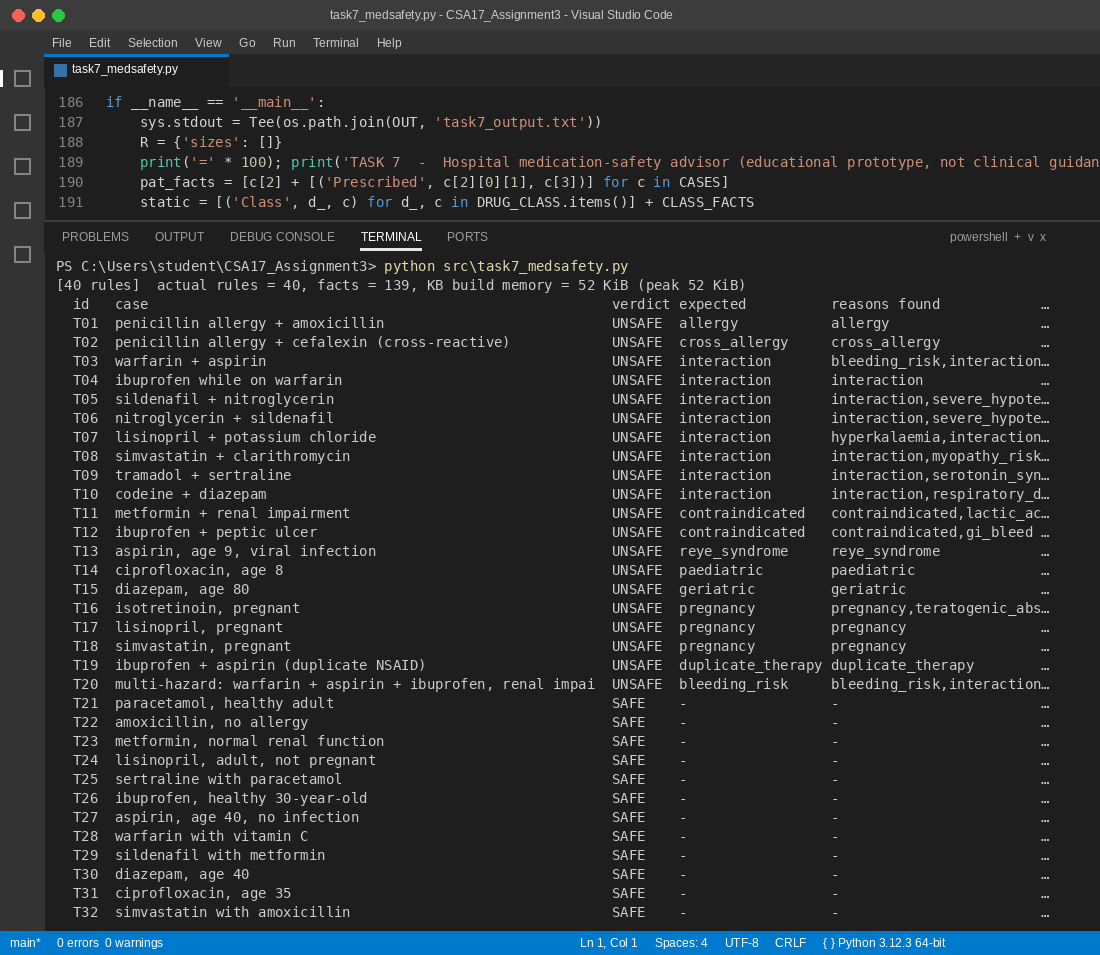 task7_medsafety.py - CSA17_Assignment3 - Visual Studio Code
File Edit Selection View Go Run Terminal Help
task7_medsafety.py
186 if __name__ == '__main__':
187     sys.stdout = Tee(os.path.join(OUT, 'task7_output.txt'))
188     R = {'sizes': []}
189     print('=' * 100); print('TASK 7  -  Hospital medication-safety advisor (educational prototype, not clinical guidan
190     pat_facts = [c[2] + [('Prescribed', c[2][0][1], c[3])] for c in CASES]
191     static = [('Class', d_, c) for d_, c in DRUG_CLASS.items()] + CLASS_FACTS
PROBLEMS OUTPUT DEBUG CONSOLE TERMINAL PORTS powershell + v x
PS C:\Users\student\CSA17_Assignment3> python src\task7_medsafety.py
[40 rules]  actual rules = 40, facts = 139, KB build memory = 52 KiB (peak 52 KiB)
id case verdict expected reasons found …
T01 penicillin allergy + amoxicillin UNSAFE allergy allergy …
T02 penicillin allergy + cefalexin (cross-reactive) UNSAFE cross_allergy cross_allergy …
T03 warfarin + aspirin UNSAFE interaction bleeding_risk,interaction…
T04 ibuprofen while on warfarin UNSAFE interaction interaction …
T05 sildenafil + nitroglycerin UNSAFE interaction interaction,severe_hypote…
T06 nitroglycerin + sildenafil UNSAFE interaction interaction,severe_hypote…
T07 lisinopril + potassium chloride UNSAFE interaction hyperkalaemia,interaction…
T08 simvastatin + clarithromycin UNSAFE interaction interaction,myopathy_risk…
T09 tramadol + sertraline UNSAFE interaction interaction,serotonin_syn…
T10 codeine + diazepam UNSAFE interaction interaction,respiratory_d…
T11 metformin + renal impairment UNSAFE contraindicated contraindicated,lactic_ac…
T12 ibuprofen + peptic ulcer UNSAFE contraindicated contraindicated,gi_bleed …
T13 aspirin, age 9, viral infection UNSAFE reye_syndrome reye_syndrome …
T14 ciprofloxacin, age 8 UNSAFE paediatric paediatric …
T15 diazepam, age 80 UNSAFE geriatric geriatric …
T16 isotretinoin, pregnant UNSAFE pregnancy pregnancy,teratogenic_abs…
T17 lisinopril, pregnant UNSAFE pregnancy pregnancy …
T18 simvastatin, pregnant UNSAFE pregnancy pregnancy …
T19 ibuprofen + aspirin (duplicate NSAID) UNSAFE duplicate_therapy duplicate_therapy …
T20 multi-hazard: warfarin + aspirin + ibuprofen, renal impai UNSAFE bleeding_risk bleeding_risk,interaction…
T21 paracetamol, healthy adult SAFE - - …
T22 amoxicillin, no allergy SAFE - - …
T23 metformin, normal renal function SAFE - - …
T24 lisinopril, adult, not pregnant SAFE - - …
T25 sertraline with paracetamol SAFE - - …
T26 ibuprofen, healthy 30-year-old SAFE - - …
T27 aspirin, age 40, no infection SAFE - - …
T28 warfarin with vitamin C SAFE - - …
T29 sildenafil with metformin SAFE - - …
T30 diazepam, age 40 SAFE - - …
T31 ciprofloxacin, age 35 SAFE - - …
T32 simvastatin with amoxicillin SAFE - - …
main* 0 errors 0 warnings Ln 1, Col 1 Spaces: 4 UTF-8 CRLF { } Python 3.12.3 64-bit